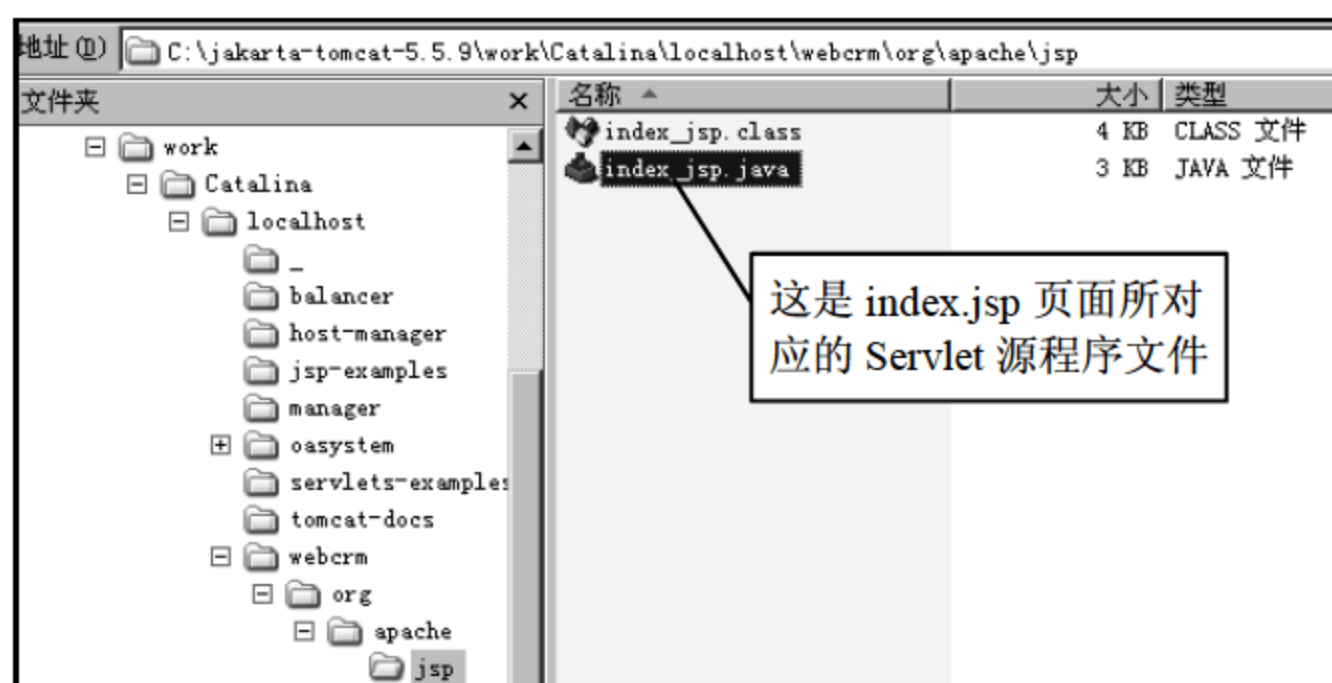 地址(D) C:\jakarta-tomcat-5.5.9\work\Catalina\localhost\webcrm\org\apache\jsp
文件夹 × 名称 大小 类型
work
Catalina
localhost
_
balancer
host-manager
jsp-examples
manager
oasystem
servlets-examples
tomcat-docs
webcrm
org
apache
jsp
index_jsp.class 4 KB CLASS 文件
index_jsp.java 3 KB JAVA 文件
这是 index.jsp 页面所对
应的 Servlet 源程序文件